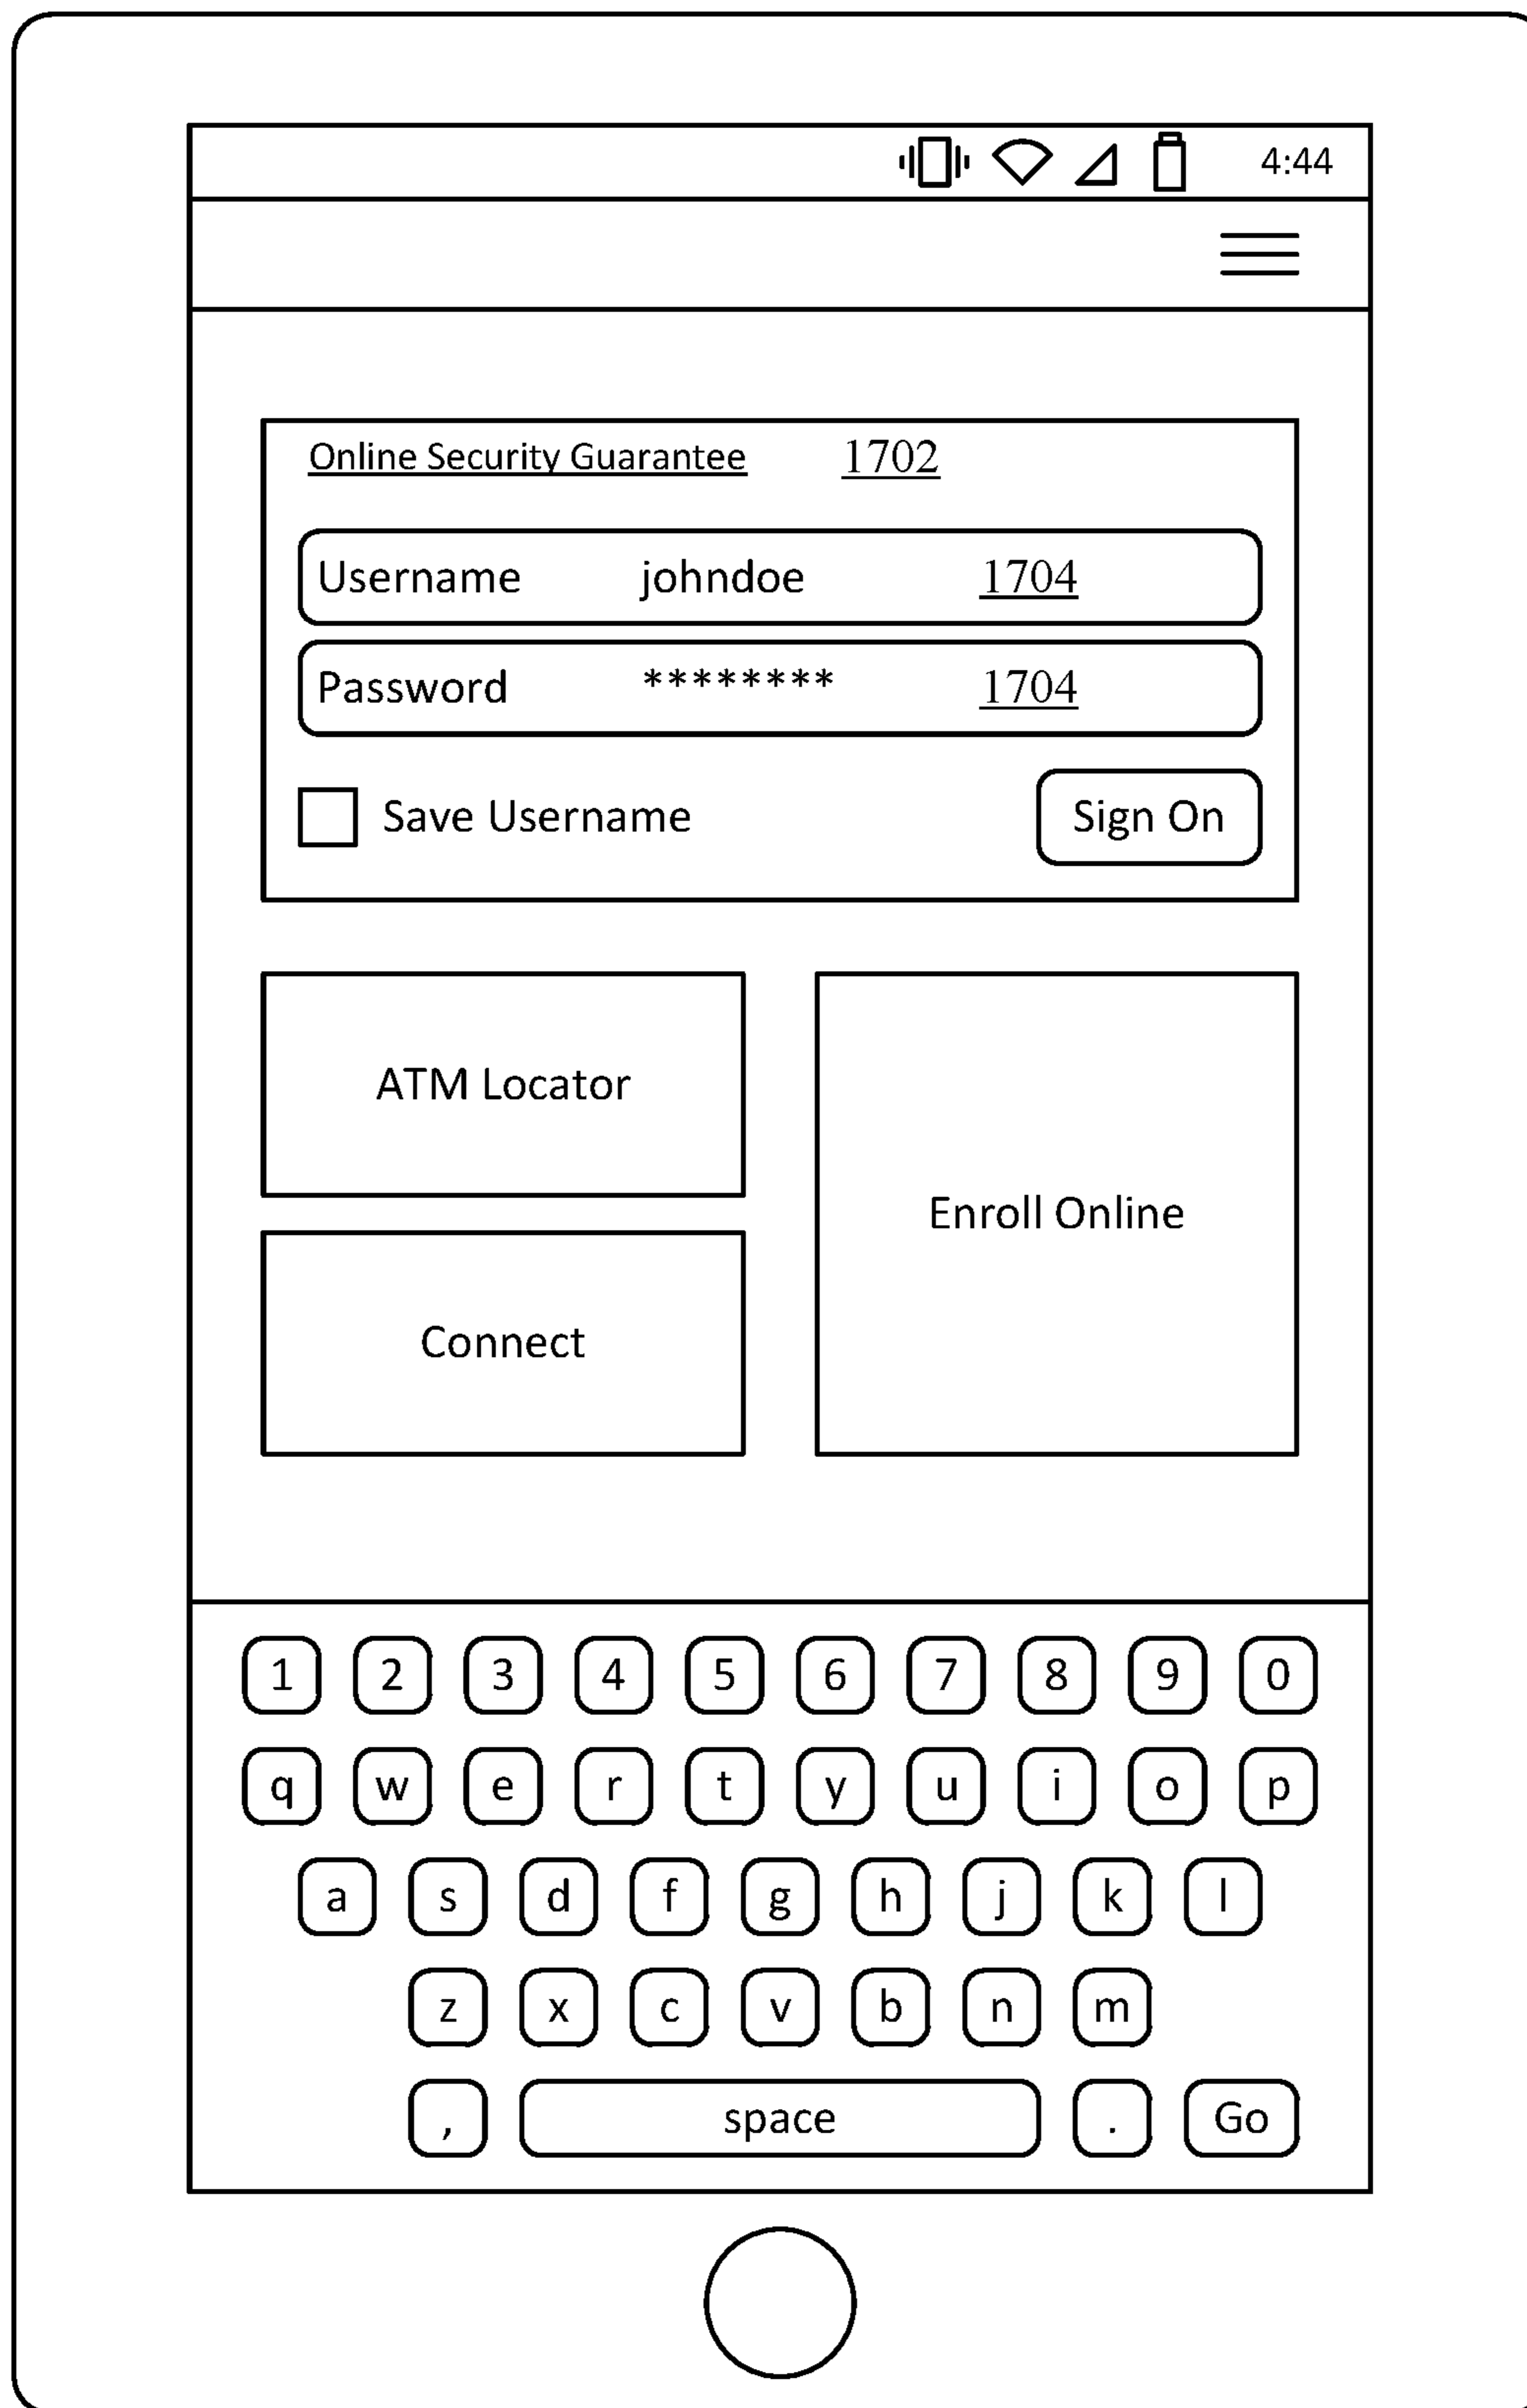 4:44
Online Security Guarantee 1702
Username johndoe 1704
Password ******** 1704
Save Username Sign On
ATM Locator
Enroll Online
Connect
1 2 3 4 5 6 7 8 9 0
q w e r t y u i o p
a s d f g h j k l
z x c v b n m
, space . Go